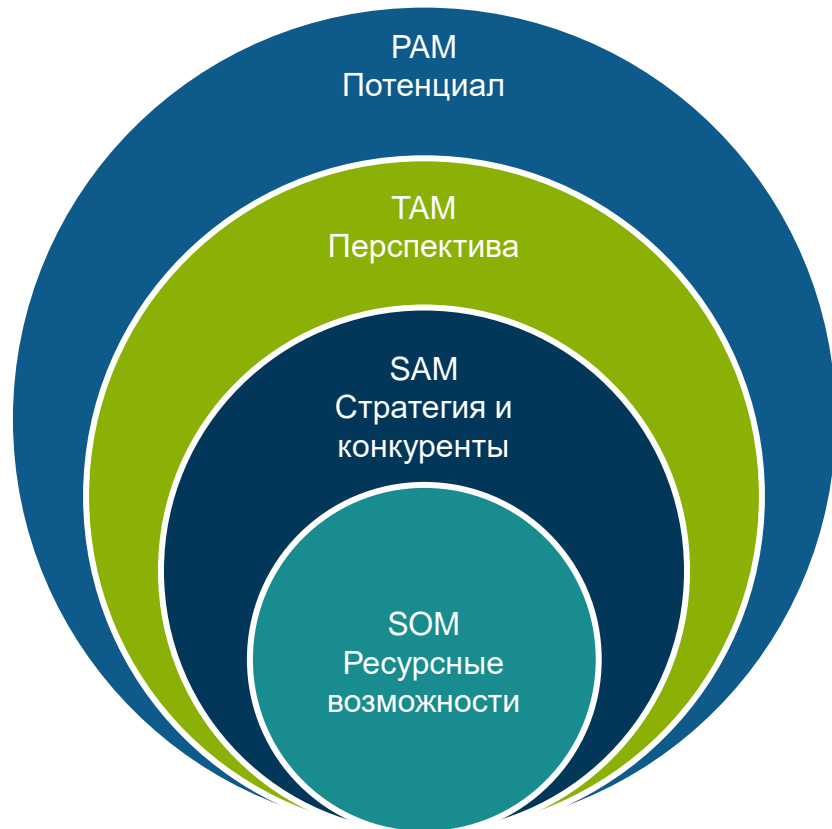 PAM
Потенциал
TAM
Перспектива
SAM
Стратегия и
конкуренты
SOM
Ресурсные
возможности